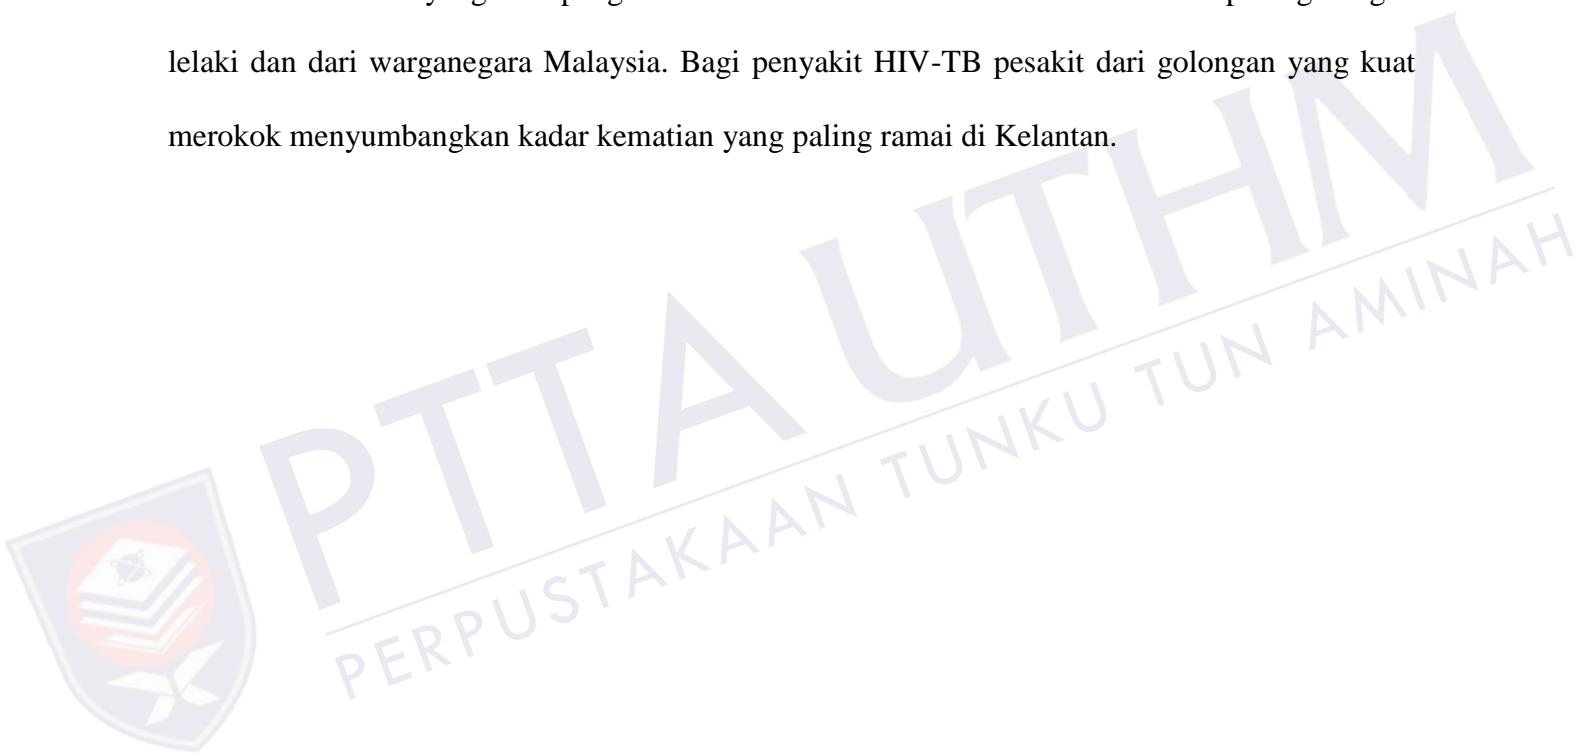 lelaki dan dari warganegara Malaysia. Bagi penyakit HIV-TB pesakit dari golongan yang kuat
merokok menyumbangkan kadar kematian yang paling ramai di Kelantan.
PTTA UTHM
PERPUSTAKAAN TUNKU TUN AMINAH